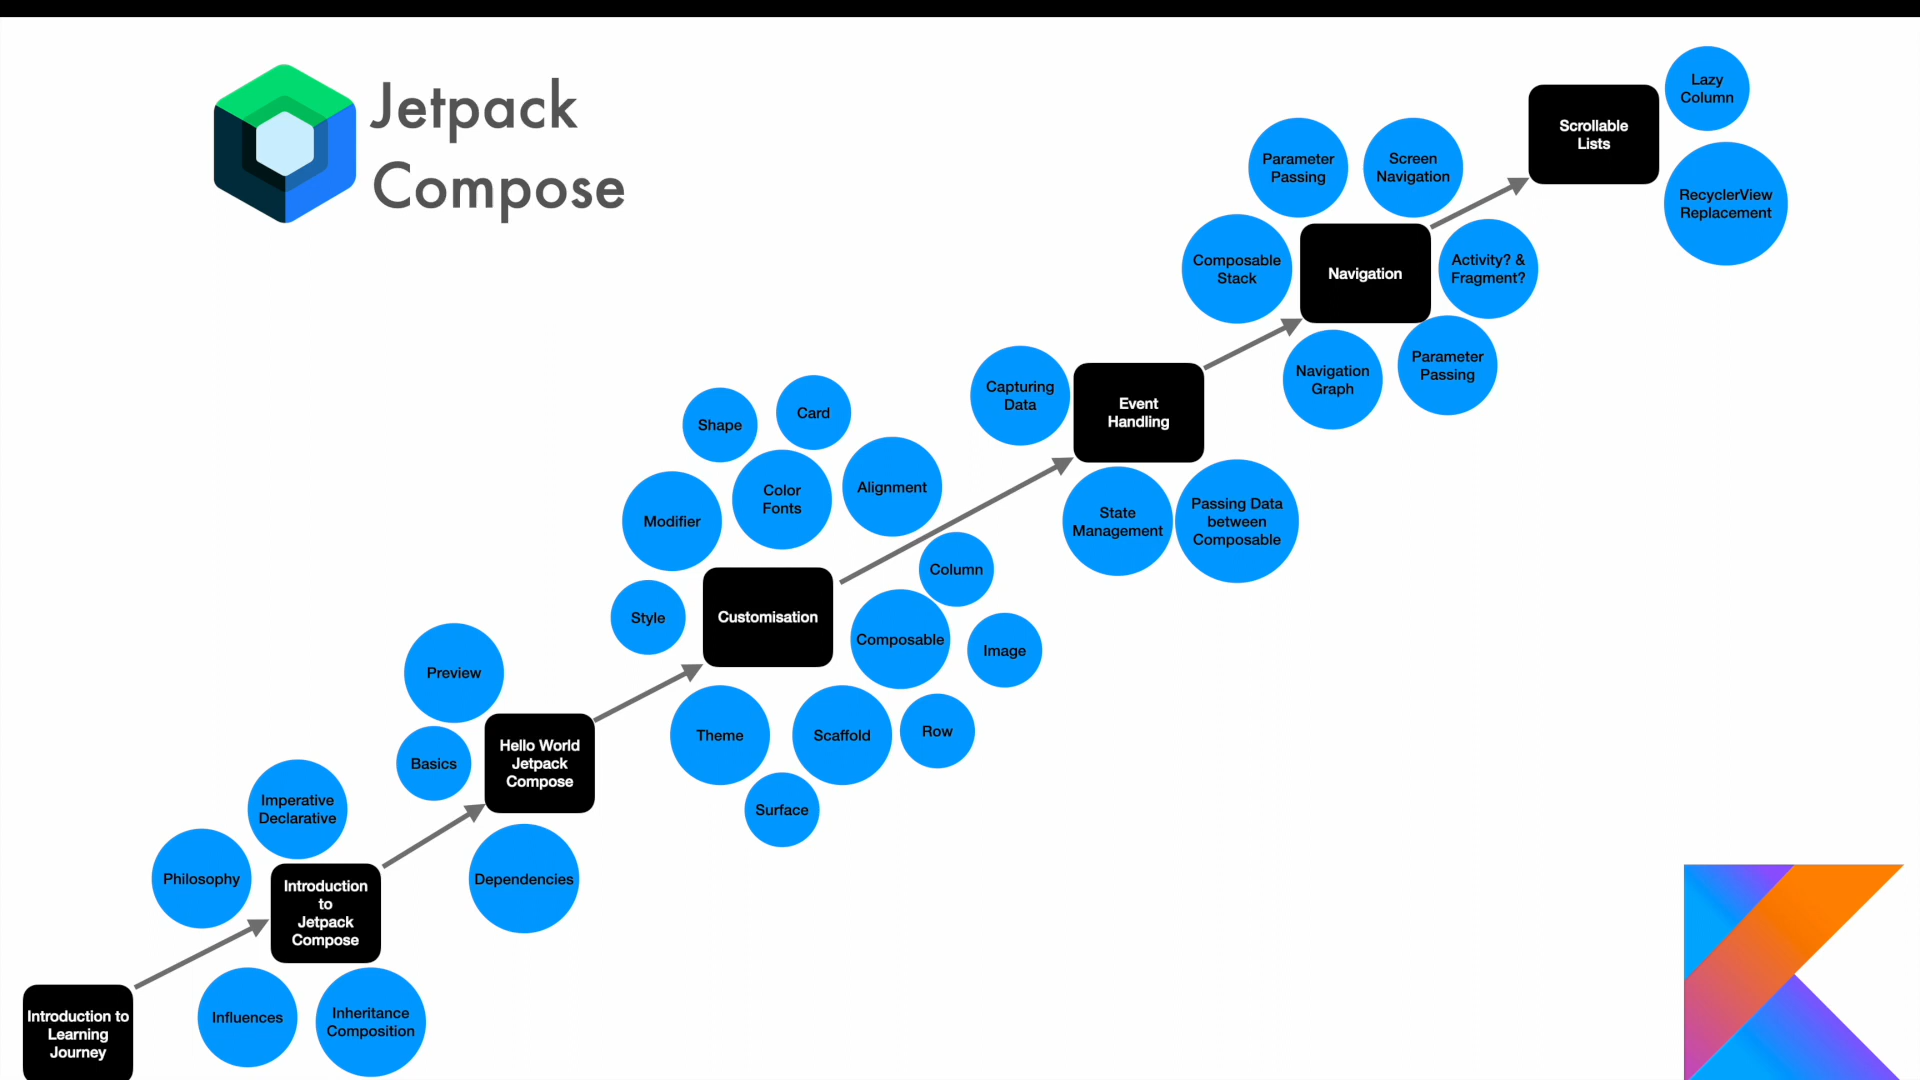 Jetpack
Compose
Lazy
Column
Scrollable
Lists
RecyclerView
Replacement
Parameter
Passing
Screen
Navigation
Composable
Stack
Navigation
Activity? &
Fragment?
Navigation
Graph
Parameter
Passing
Capturing
Data
Event
Handling
State
Management
Passing Data
between
Composable
Shape
Card
Modifier
Color
Fonts
Alignment
Style
Customisation
Column
Composable
Image
Theme
Scaffold
Row
Surface
Preview
Basics
Hello World
Jetpack
Compose
Dependencies
Imperative
Declarative
Philosophy
Introduction
to
Jetpack
Compose
Influences
Inheritance
Composition
Introduction to
Learning
Journey